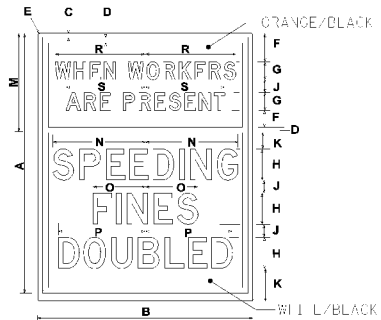 E C D
ORANGE/BLACK
R R F
WHEN WORKERS G
M S S J
ARE PRESENT G
F
D
N N K
A SPEEDING H
O O J
FINES H
P P J
DOUBLED H
K
B WHITE/BLACK